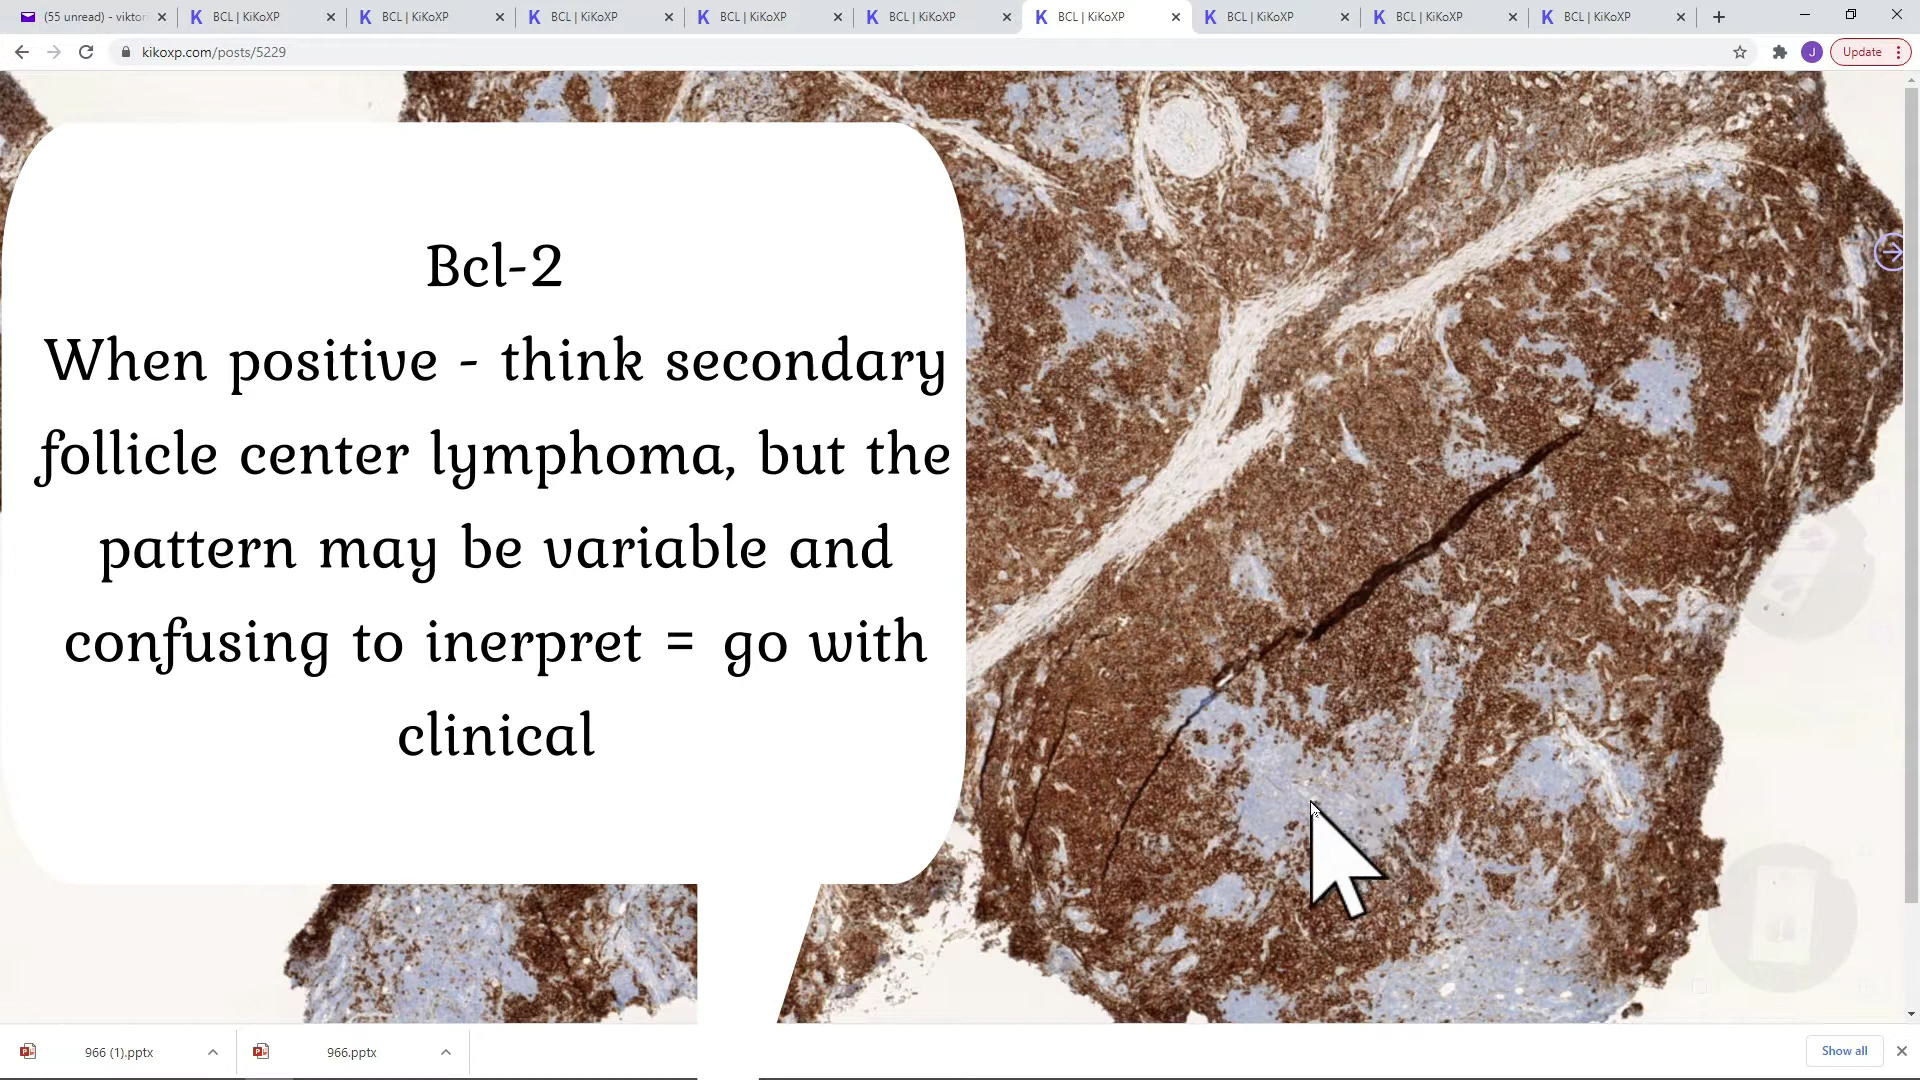 (55 unread) - viktori
BCL | KiKoXP
BCL | KiKoXP
BCL | KiKoXP
BCL | KiKoXP
BCL | KiKoXP
BCL | KiKoXP
BCL | KiKoXP
BCL | KiKoXP
BCL | KiKoXP
kikoxp.com/posts/5229
J
Update
Bcl-2
When positive - think secondary
follicle center lymphoma, but the
pattern may be variable and
confusing to inerpret = go with
clinical
966 (1).pptx
966.pptx
Show all